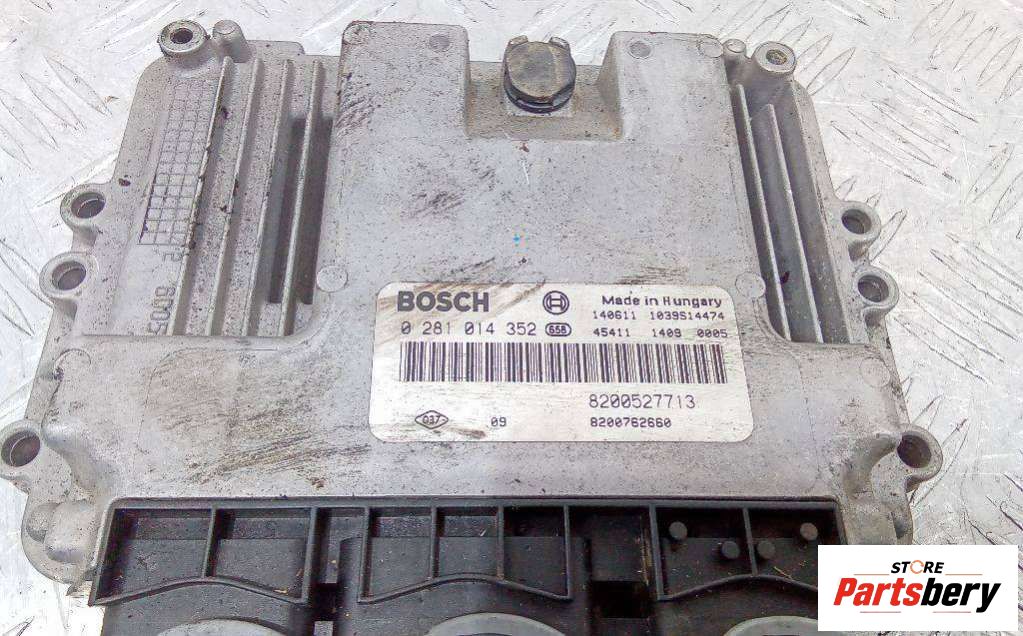 BOSCH Made in Hungary
140611 1039S14474
0 281 014 352 658 45411 1409 0005
8200527713
037 09 8200762660
STORE
Partsbery